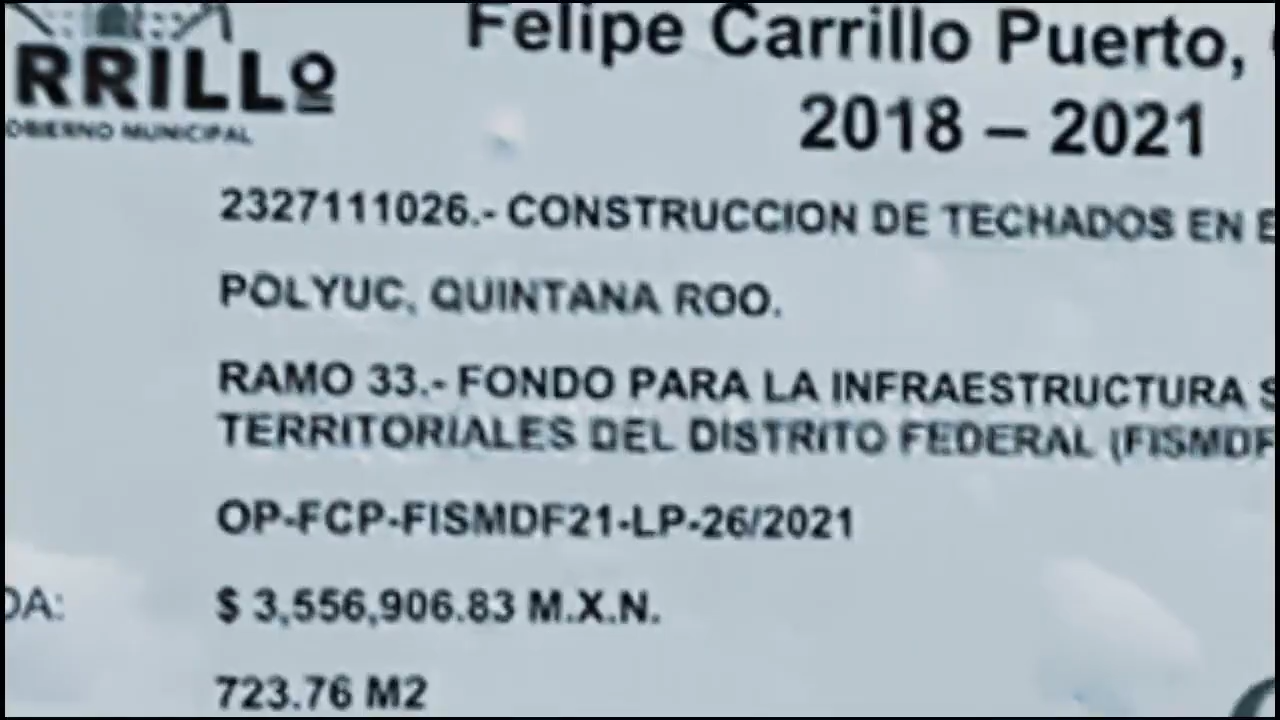 RRILLO
OBIERNO MUNICIPAL
Felipe Carrillo Puerto,
2018 – 2021
2327111026.- CONSTRUCCION DE TECHADOS EN E
POLYUC, QUINTANA ROO.
RAMO 33.- FONDO PARA LA INFRAESTRUCTURA S
TERRITORIALES DEL DISTRITO FEDERAL (FISMDF
OP-FCP-FISMDF21-LP-26/2021
DA:
$ 3,556,906.83 M.X.N.
723.76 M2